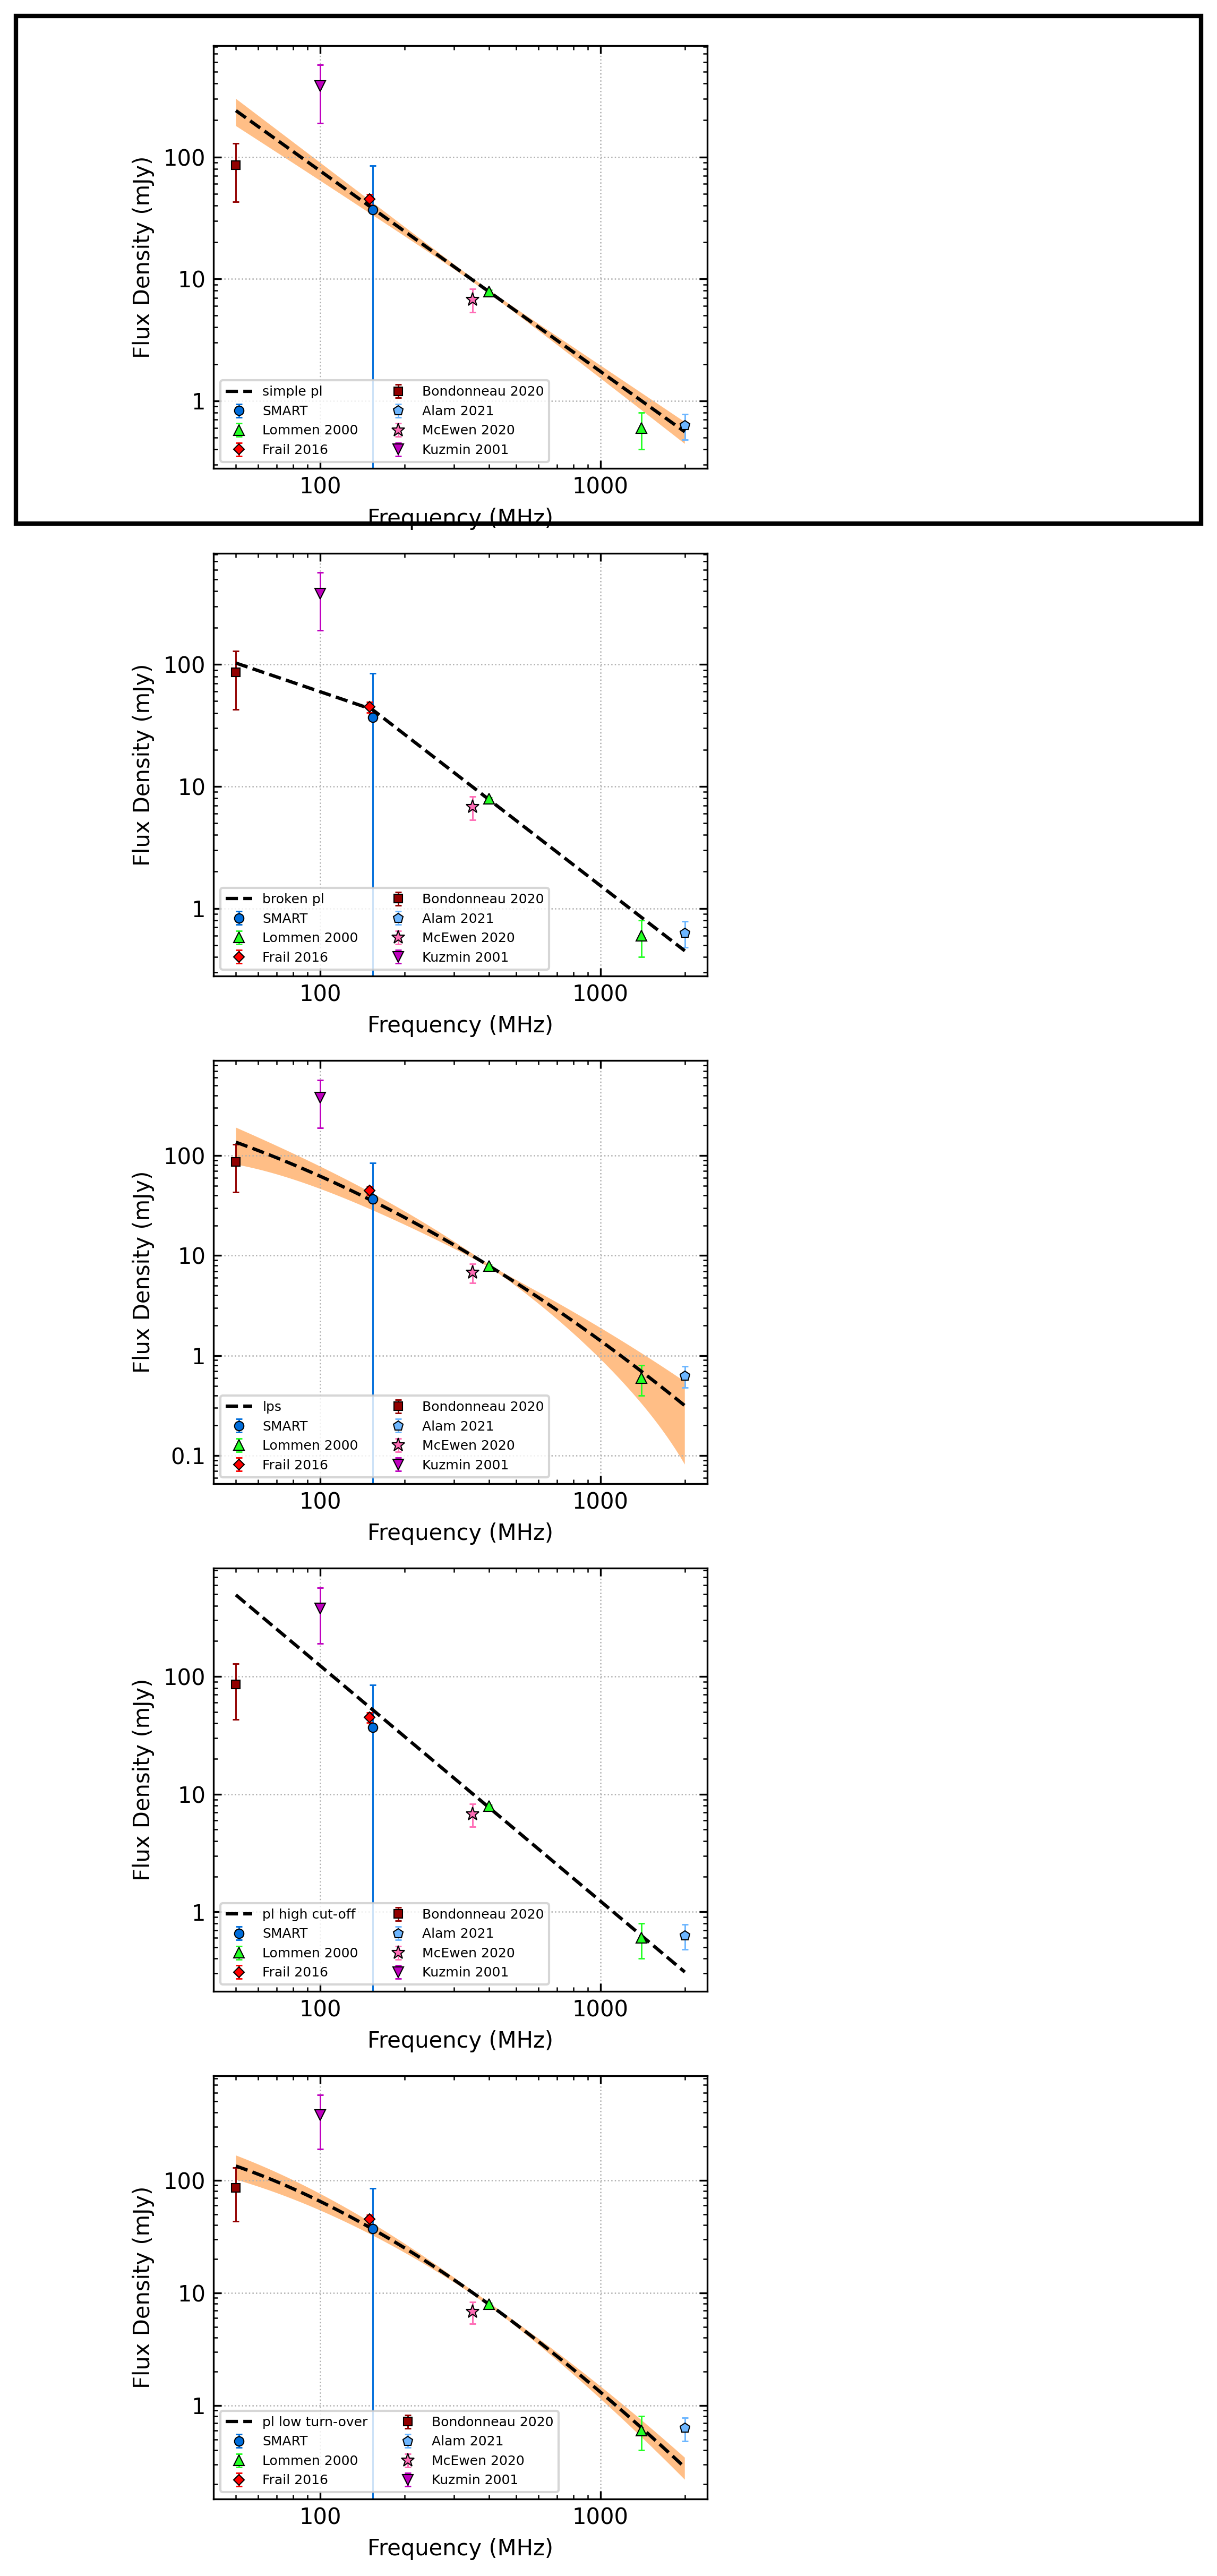 Flux Density (mJy)
100
10
1
simple pl
SMART
Lommen 2000
Frail 2016
Bondonneau 2020
Alam 2021
McEwen 2020
Kuzmin 2001
100 1000
Frequency (MHz)
Flux Density (mJy)
100
10
1
broken pl
SMART
Lommen 2000
Frail 2016
Bondonneau 2020
Alam 2021
McEwen 2020
Kuzmin 2001
100 1000
Frequency (MHz)
Flux Density (mJy)
100
10
1
0.1
lps
SMART
Lommen 2000
Frail 2016
Bondonneau 2020
Alam 2021
McEwen 2020
Kuzmin 2001
100 1000
Frequency (MHz)
Flux Density (mJy)
100
10
1
pl high cut-off
SMART
Lommen 2000
Frail 2016
Bondonneau 2020
Alam 2021
McEwen 2020
Kuzmin 2001
100 1000
Frequency (MHz)
Flux Density (mJy)
100
10
1
pl low turn-over
SMART
Lommen 2000
Frail 2016
Bondonneau 2020
Alam 2021
McEwen 2020
Kuzmin 2001
100 1000
Frequency (MHz)